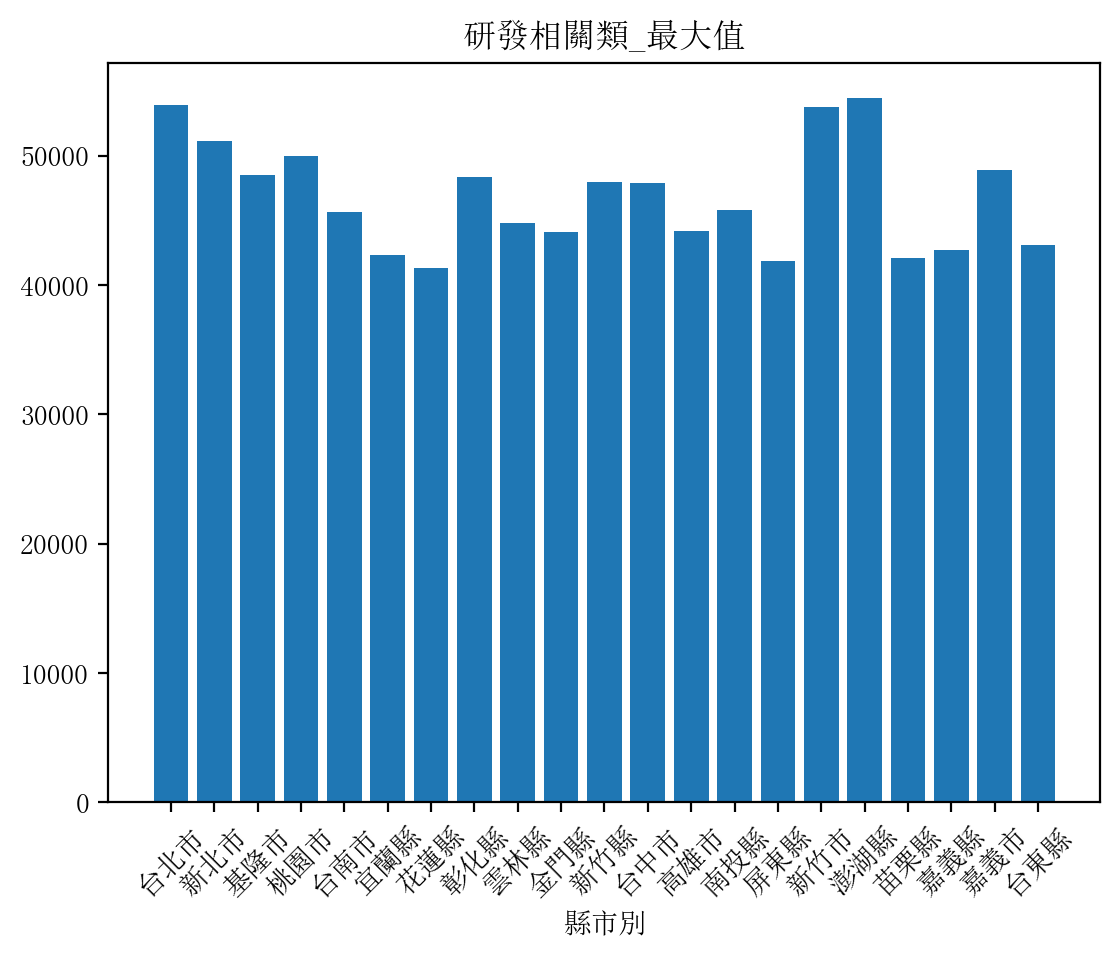 研發相關類_最大值
50000
40000
30000
20000
10000
0
台北市
新北市
基隆市
桃園市
台南市
宜蘭縣
花蓮縣
彰化縣
雲林縣
金門縣
新竹縣
台中市
高雄市
南投縣
屏東縣
新竹市
澎湖縣
苗栗縣
嘉義縣
嘉義市
台東縣
縣市別